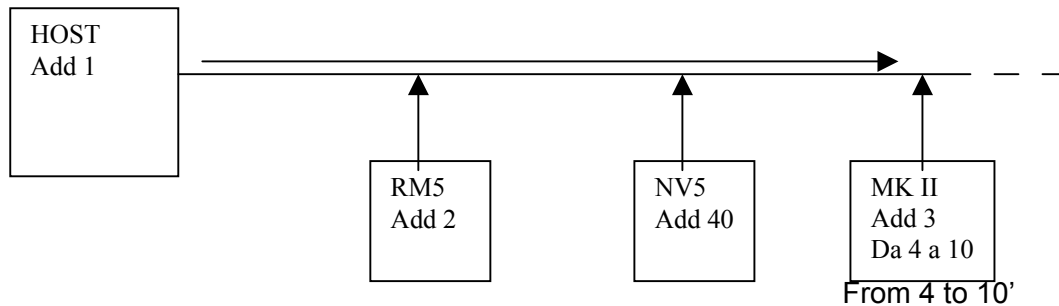 HOST
Add 1
RM5
Add 2
NV5
Add 40
MK II
Add 3
Da 4 a 10
From 4 to 10’